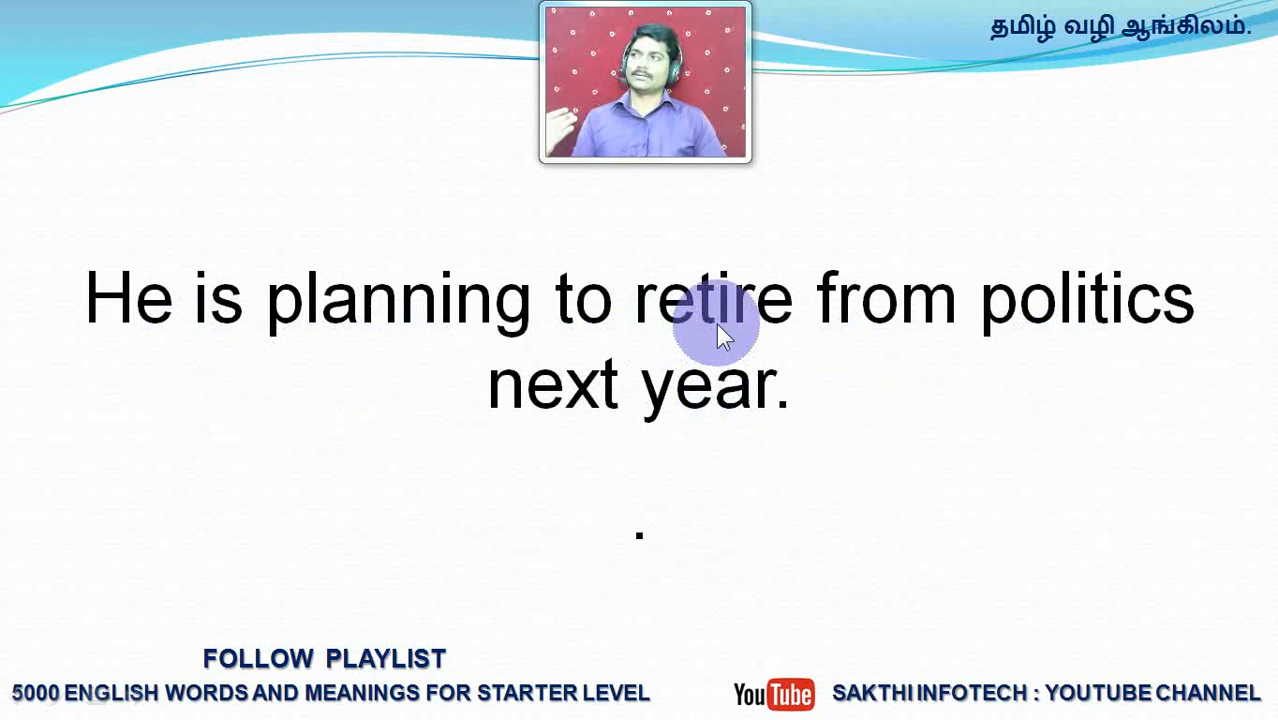 தமிழ் வழி ஆங்கிலம்.
He is planning to retire from politics
next year.
.
FOLLOW PLAYLIST
5000 ENGLISH WORDS AND MEANINGS FOR STARTER LEVEL
YouTube SAKTHI INFOTECH : YOUTUBE CHANNEL